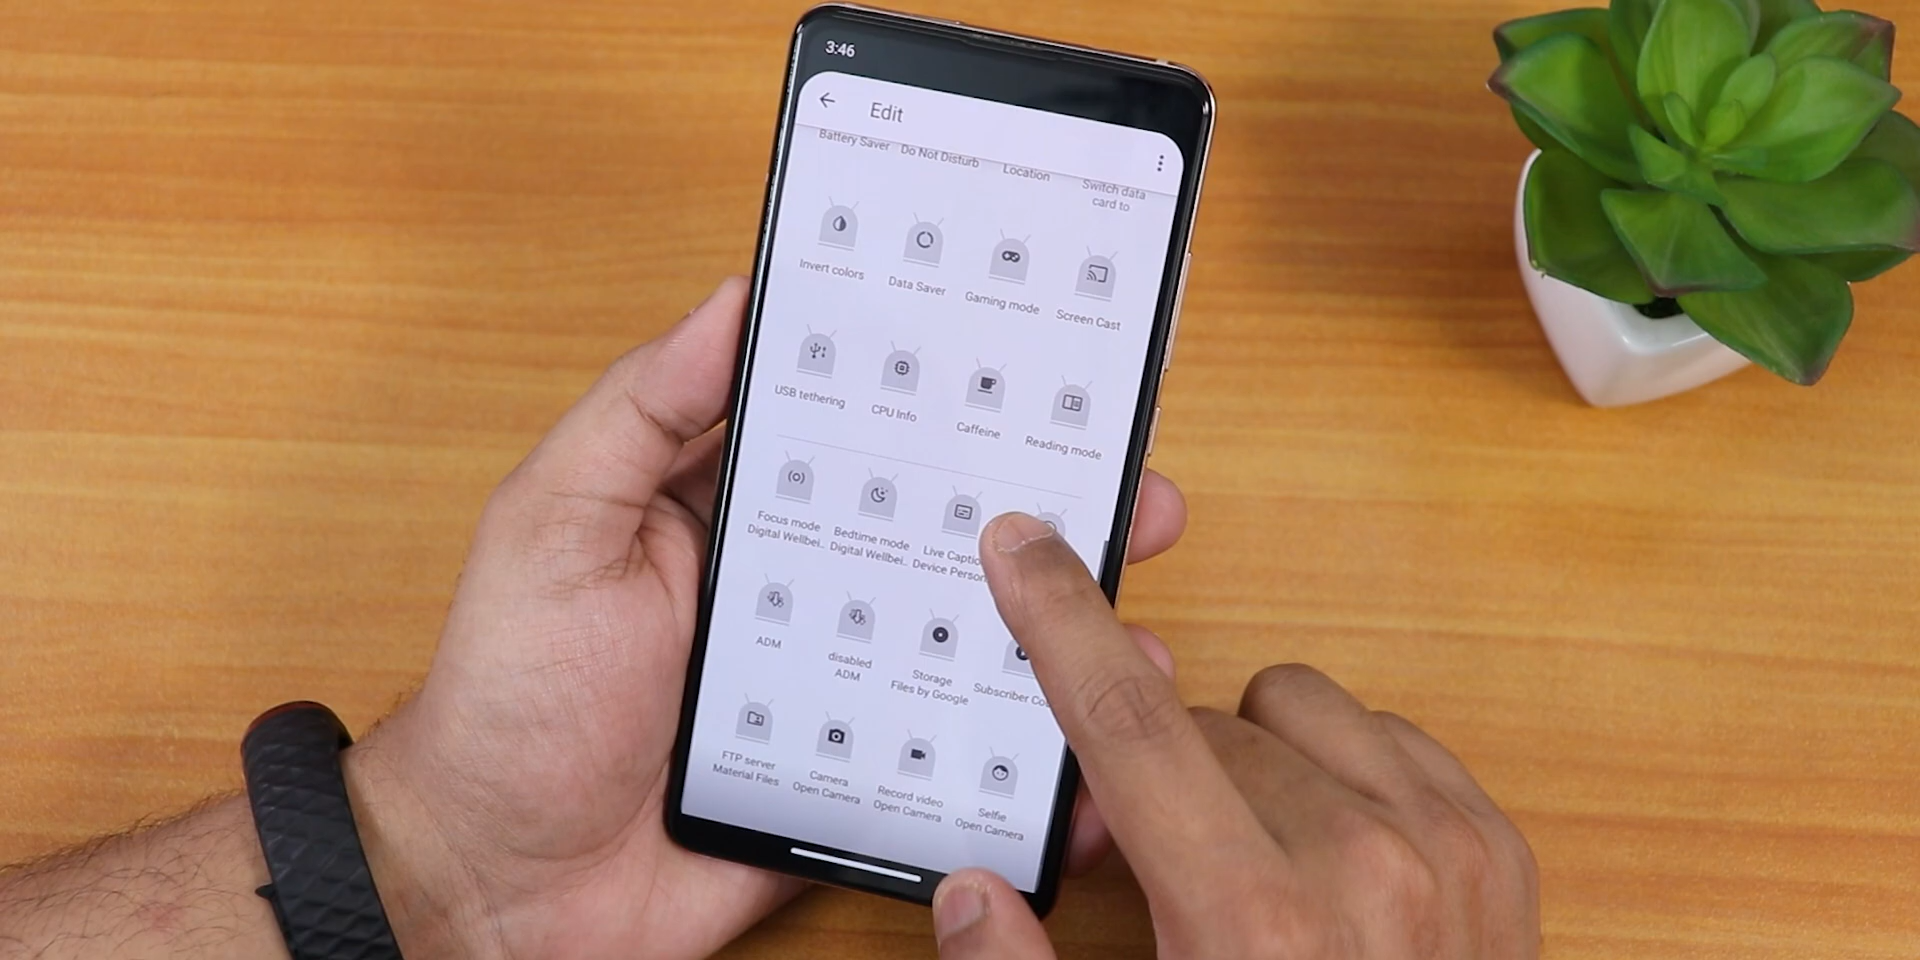 3:46
Edit
Battery Saver
Do Not Disturb
Location
Switch data
card to
Invert colors
Data Saver
Gaming mode
Screen Cast
USB tethering
CPU Info
Caffeine
Reading mode
Focus mode
Digital Wellbei..
Bedtime mode
Digital Wellbei..
Live
Device
ADM
disabled
ADM
Storage
Files by Google
Subscriber
FTP server
Material Files
Camera
Open Camera
Record video
Open Camera
Selfie
Open Camera